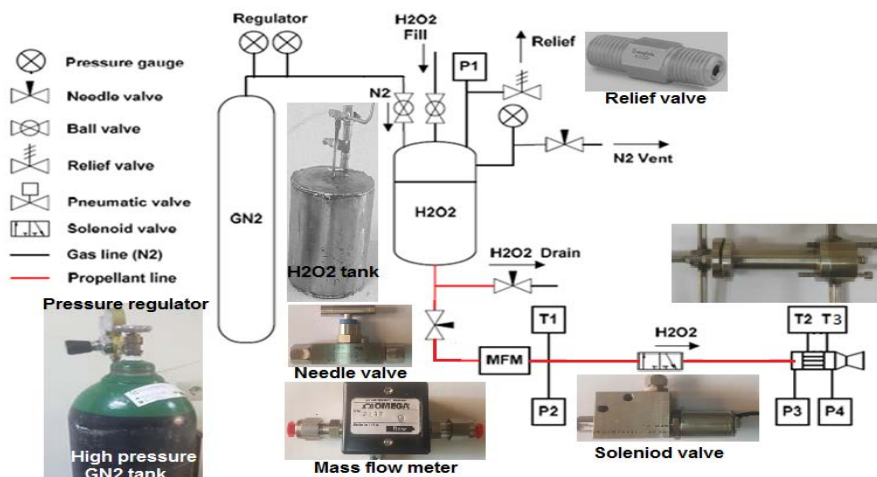 Pressure gauge
Needle valve
Ball valve
Relief valve
Pneumatic valve
Solenoid valve
Gas line (N2)
Propellant line
Pressure regulator
High pressure
GN2 tank
Regulator
GN2
H2O2
Fill
N2
H2O2 tank
H2O2
P1
Relief
Relief valve
N2 Vent
H2O2 Drain
Needle valve
MFM
OMEGA
Mass flow meter
T1
P2
H2O2
Soleniod valve
T2 T3
P3
P4